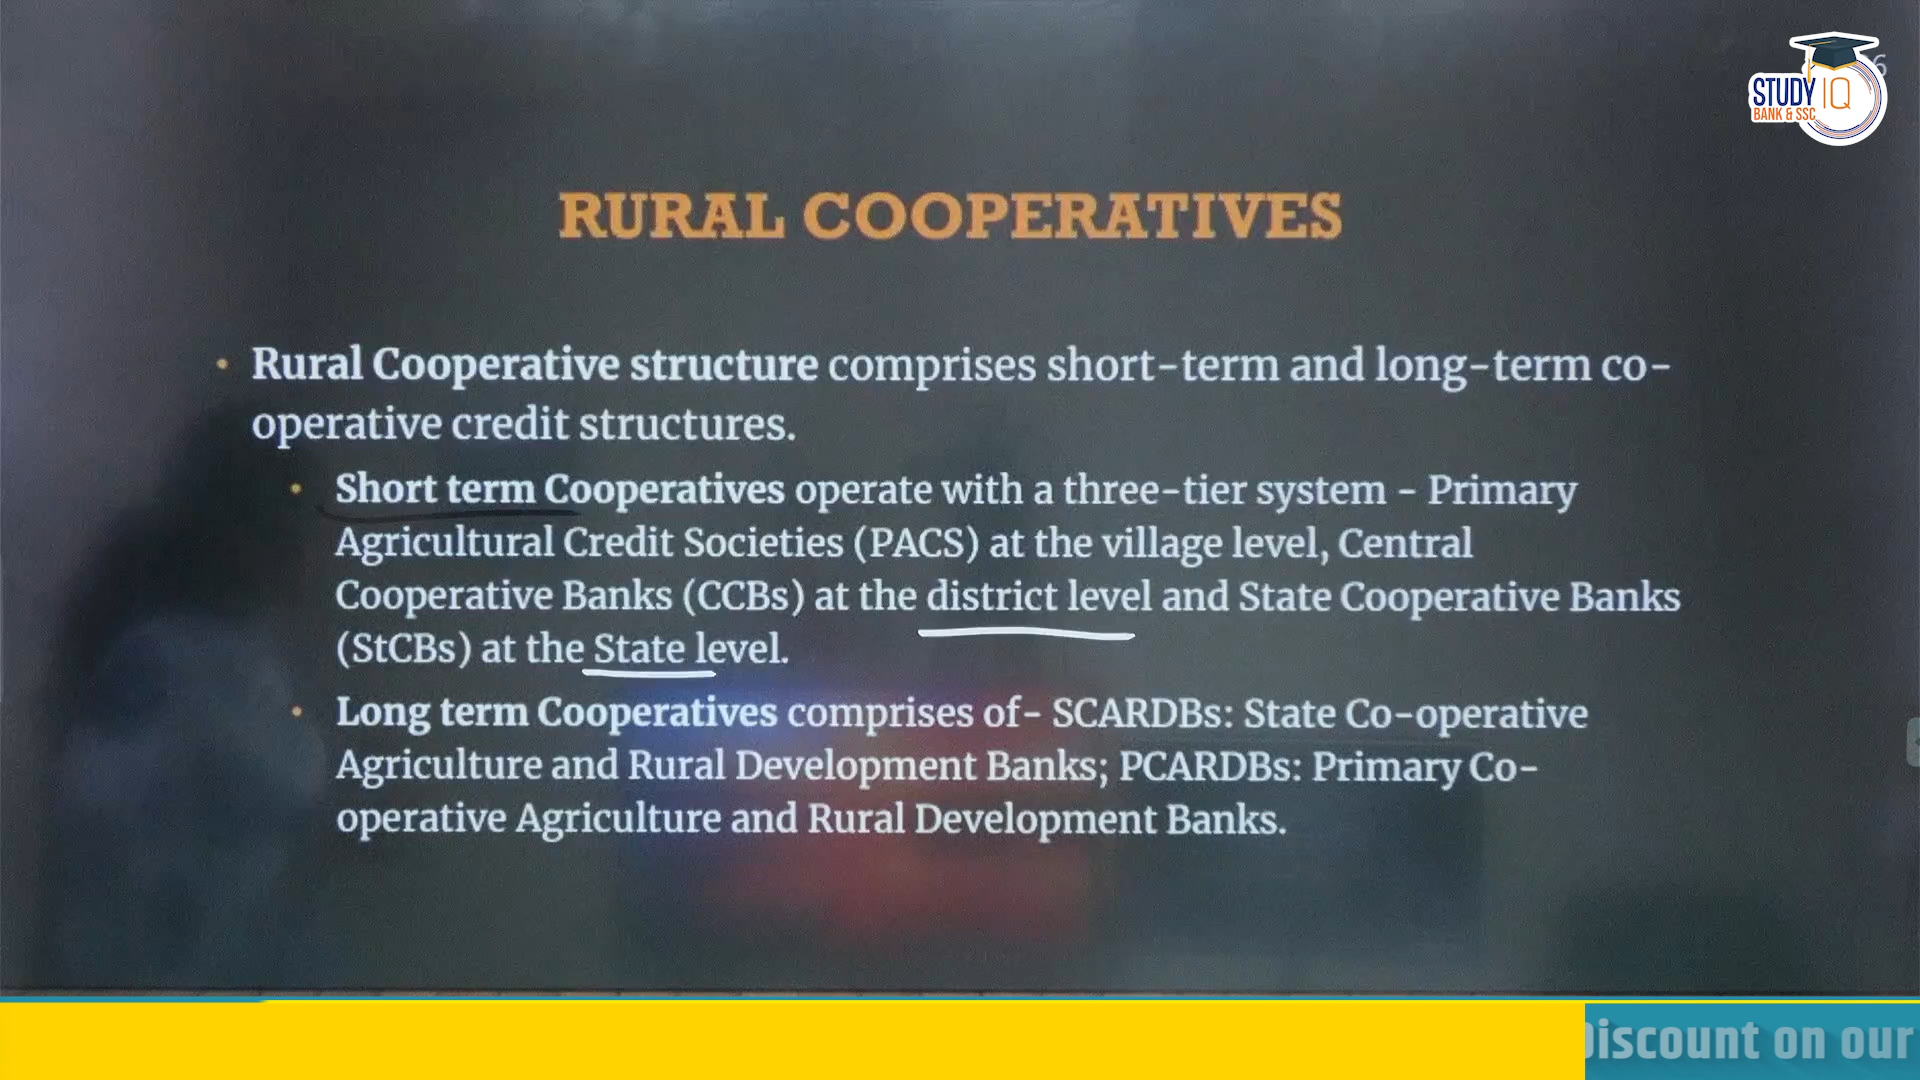 6
STUDY IQ
BANK & SSC
RURAL COOPERATIVES
• Rural Cooperative structure comprises short-term and long-term co-
operative credit structures.
• Short term Cooperatives operate with a three-tier system - Primary
Agricultural Credit Societies (PACS) at the village level, Central
Cooperative Banks (CCBs) at the district level and State Cooperative Banks
(StCBs) at the State level.
• Long term Cooperatives comprises of- SCARDBs: State Co-operative
Agriculture and Rural Development Banks; PCARDBs: Primary Co-
operative Agriculture and Rural Development Banks.
Discount on our